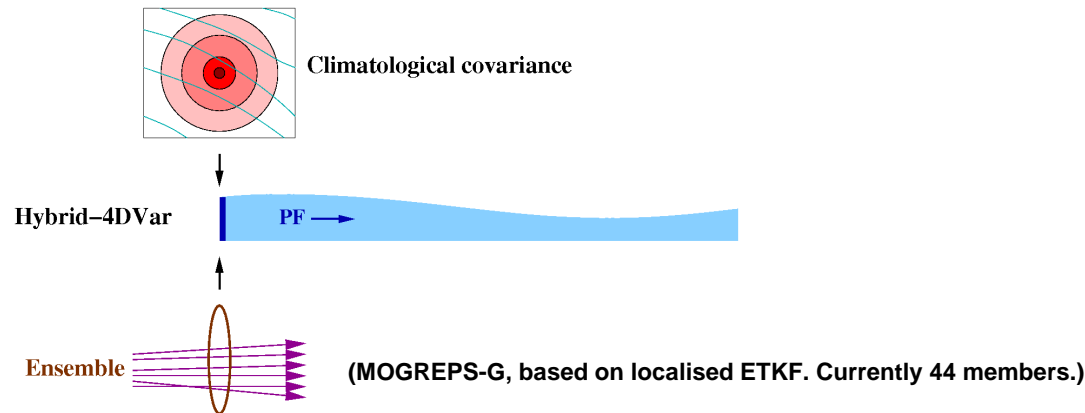 Climatological covariance
Hybrid-4DVar
PF
Ensemble
(MOGREPS-G, based on localised ETKF. Currently 44 members.)